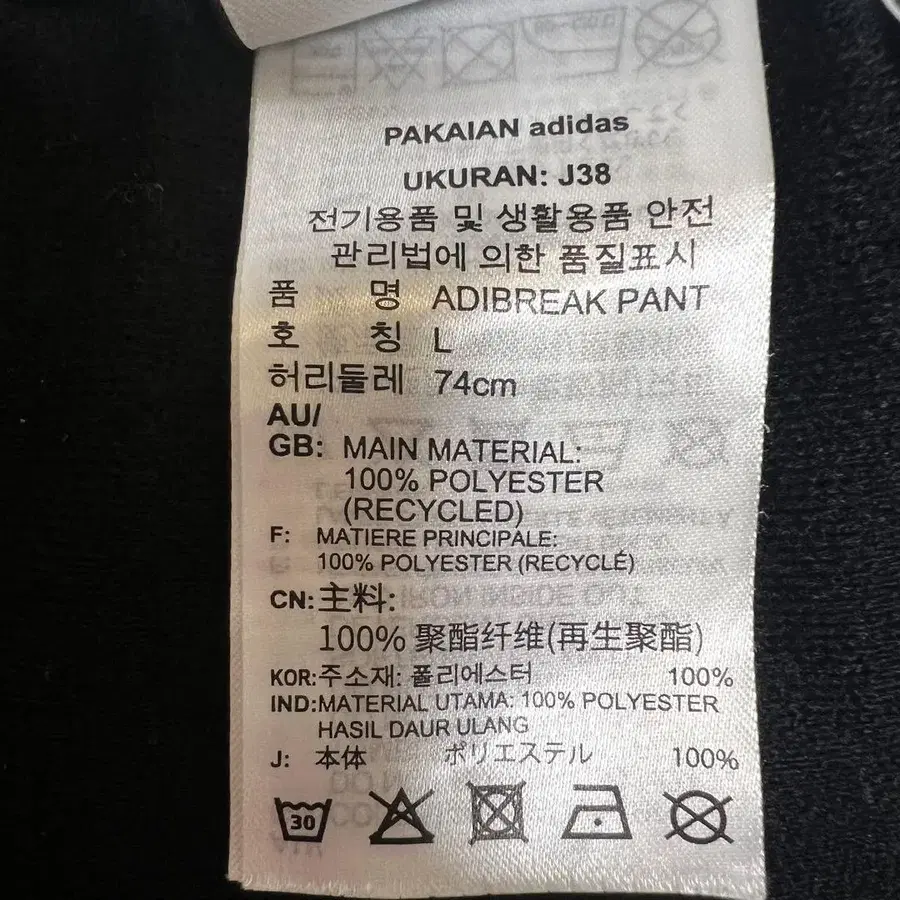 PAKAIAN adidas
UKURAN: J38
전기용품 및 생활용품 안전
관리법에 의한 품질표시
품 명 ADIBREAK PANT
호 칭 L
허리둘레 74cm
AU/
GB: MAIN MATERIAL:
100% POLYESTER
(RECYCLED)
F: MATIERE PRINCIPALE:
100% POLYESTER (RECYCLÉ)
CN:主料:
100% 聚酯纤维(再生聚酯)
KOR:주소재: 폴리에스터 100%
IND:MATERIAL UTAMA: 100% POLYESTER
HASIL DAUR ULANG
J: 本体 ポリエステル 100%
30